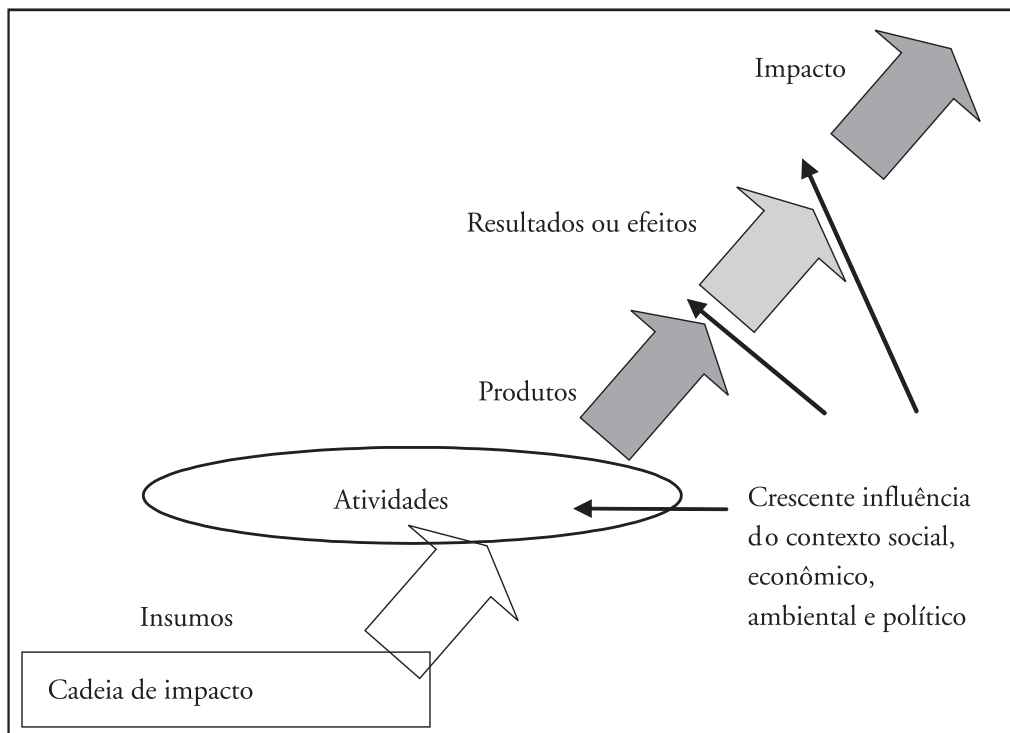 Impacto
Resultados ou efeitos
Produtos
Atividades
Crescente influência
do contexto social,
econômico,
ambiental e político
Insumos
Cadeia de impacto